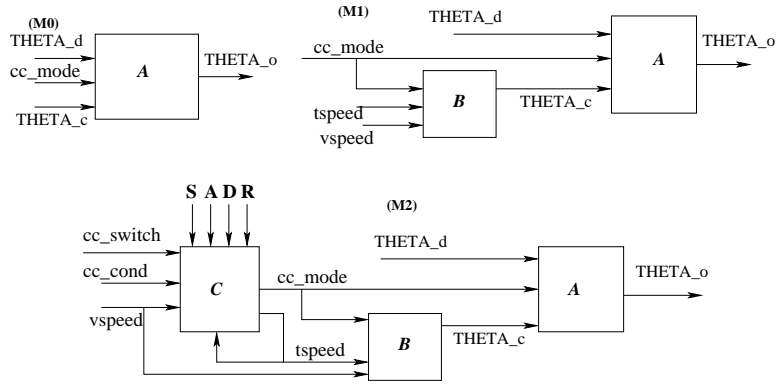 (M0)
THETA_d
cc_mode
THETA_c
A
THETA_o
(M1)
THETA_d
cc_mode
tspeed
vspeed
B
THETA_c
A
THETA_o
(M2)
S A D R
cc_switch
cc_cond
vspeed
C
cc_mode
tspeed
THETA_d
B
THETA_c
A
THETA_o